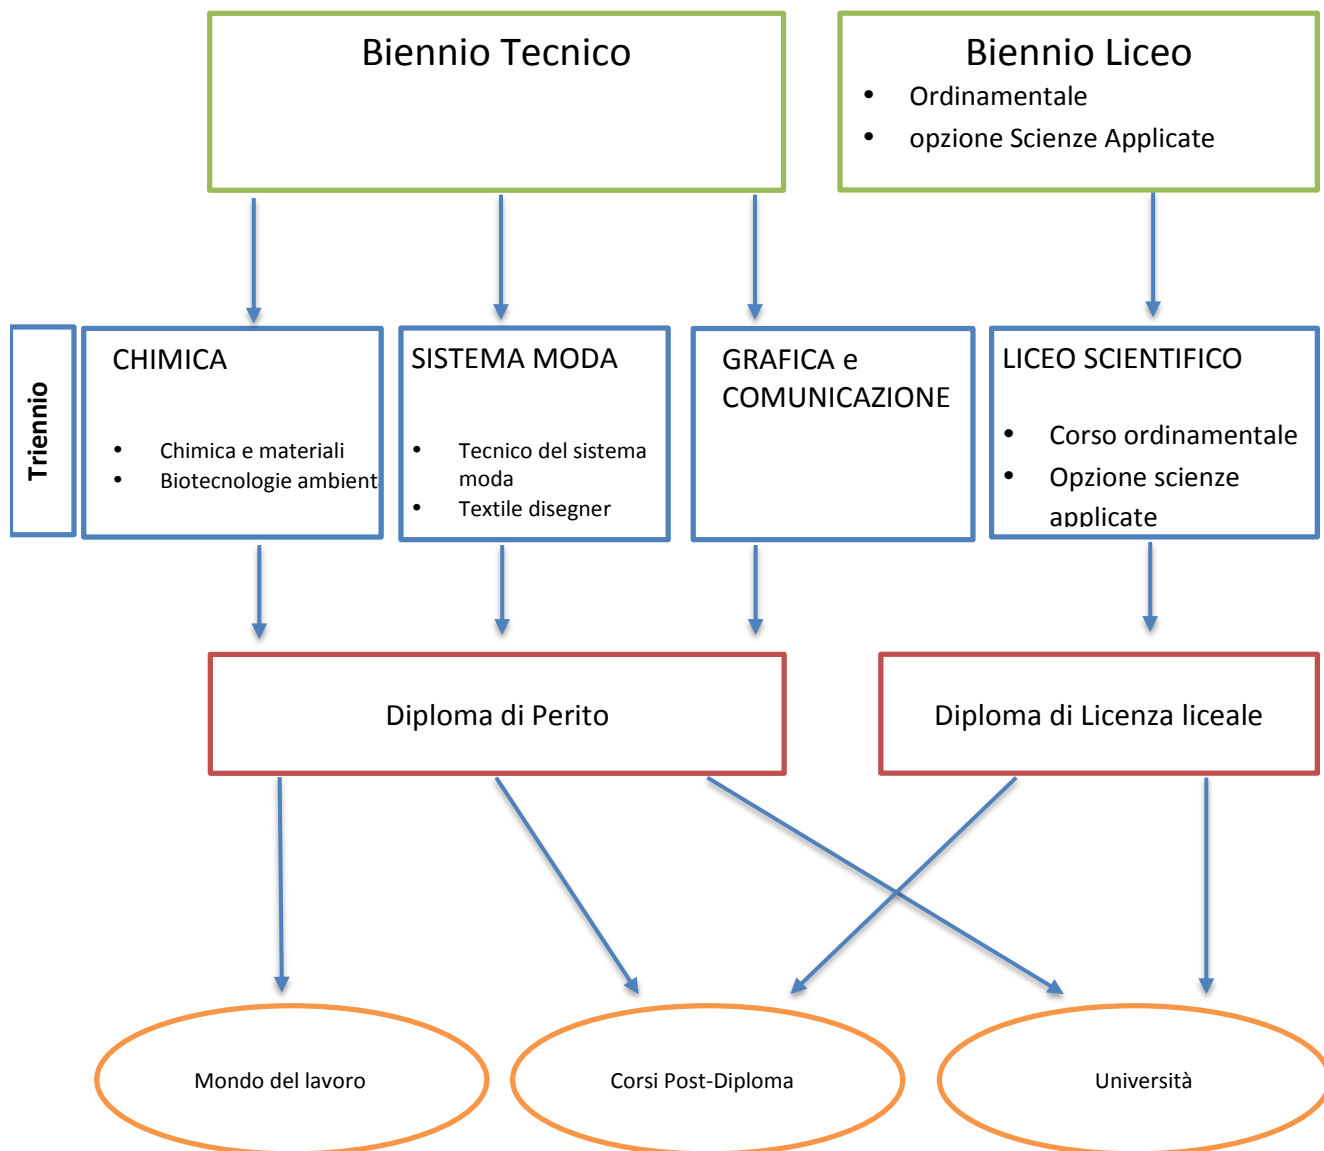 Biennio Tecnico
Biennio Liceo
• Ordinamentale
• opzione Scienze Applicate
Triennio
CHIMICA
• Chimica e materiali
• Biotecnologie ambient
SISTEMA MODA
• Tecnico del sistema
moda
• Textile disegner
GRAFICA e
COMUNICAZIONE
LICEO SCIENTIFICO
• Corso ordinamentale
• Opzione scienze
applicate
Diploma di Perito
Diploma di Licenza liceale
Mondo del lavoro
Corsi Post-Diploma
Università